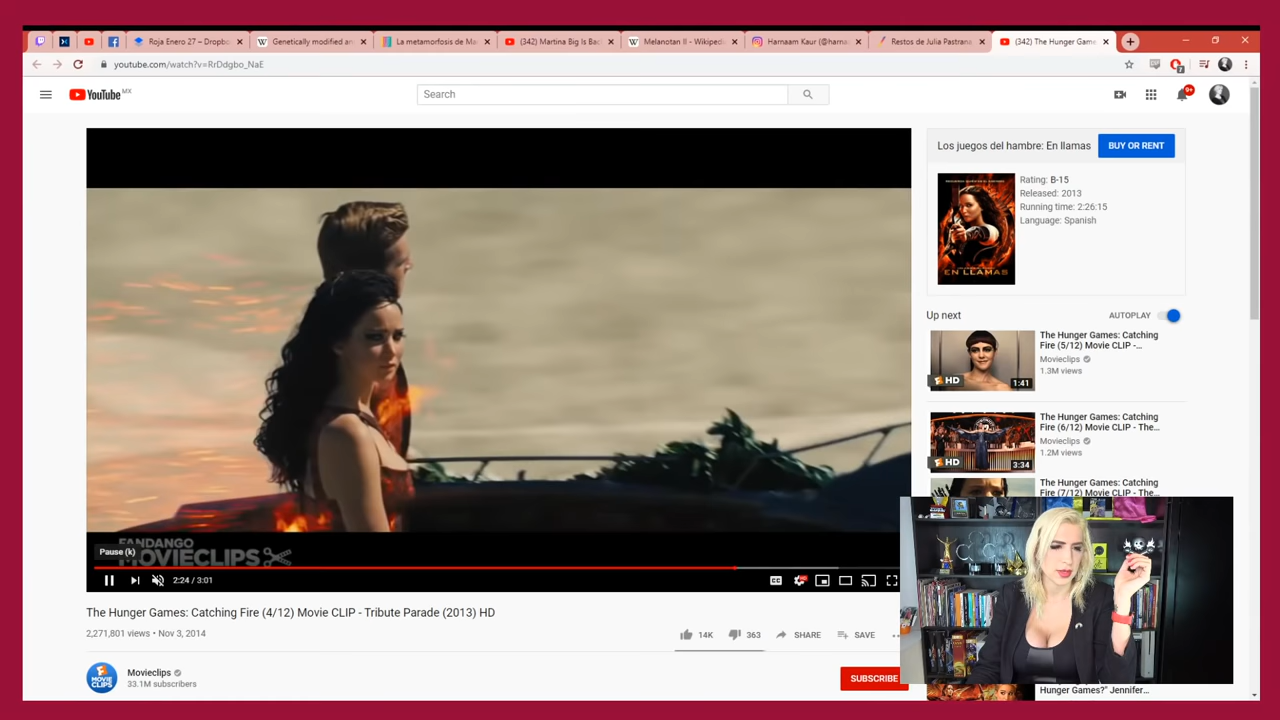 Roja Enero 27 – Dropbo
Genetically modified an
La metamorfosis de Ma
(342) Martina Big Is Bac
Melanotan II - Wikiped
Harnaam Kaur (@harna
Restos de Julia Pastrana
(342) The Hunger Game
youtube.com/watch?v=RrDdgbo_NaE
YouTube MX
Search
9+
Los juegos del hambre: En llamas
BUY OR RENT
Rating: B-15
Released: 2013
Running time: 2:26:15
Language: Spanish
EN LLAMAS
Up next
AUTOPLAY
The Hunger Games: Catching
Fire (5/12) Movie CLIP -...
Movieclips
1.3M views
HD
1:41
The Hunger Games: Catching
Fire (6/12) Movie CLIP - The...
Movieclips
1.2M views
HD
3:34
The Hunger Games: Catching
Fire (7/12) Movie CLIP - The...
FANDANGO
MOVIECLIPS
Pause (k)
2:24 / 3:01
The Hunger Games: Catching Fire (4/12) Movie CLIP - Tribute Parade (2013) HD
2,271,801 views • Nov 3, 2014
14K
363
SHARE
SAVE
MOVIE
CLIPS
Movieclips
33.1M subscribers
SUBSCRIBE
Hunger Games?" Jennifer...